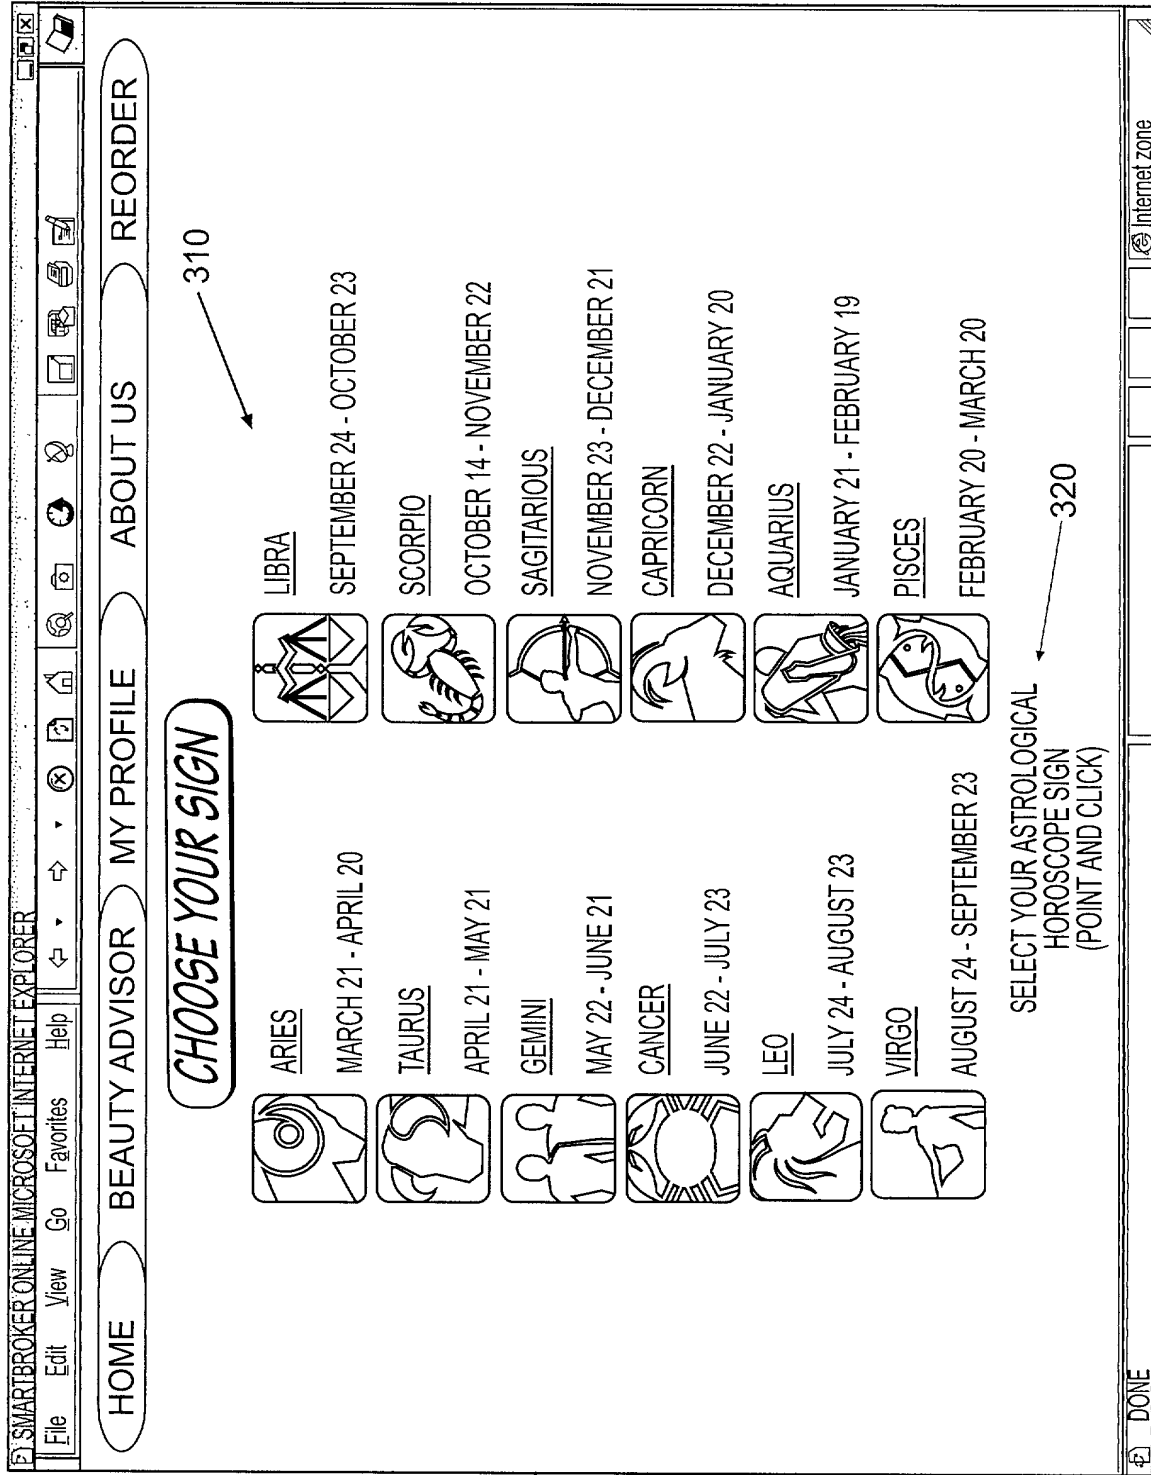 SMARTBROKER ONLINE MICROSOFT INTERNET EXPLORER
File Edit View Go Favorites Help
HOME BEAUTY ADVISOR MY PROFILE ABOUT US REORDER
CHOOSE YOUR SIGN
310
ARIES
MARCH 21 - APRIL 20
TAURUS
APRIL 21 - MAY 21
GEMINI
MAY 22 - JUNE 21
CANCER
JUNE 22 - JULY 23
LEO
JULY 24 - AUGUST 23
VIRGO
AUGUST 24 - SEPTEMBER 23
LIBRA
SEPTEMBER 24 - OCTOBER 23
SCORPIO
OCTOBER 14 - NOVEMBER 22
SAGITARIOUS
NOVEMBER 23 - DECEMBER 21
CAPRICORN
DECEMBER 22 - JANUARY 20
AQUARIUS
JANUARY 21 - FEBRUARY 19
PISCES
FEBRUARY 20 - MARCH 20
SELECT YOUR ASTROLOGICAL
HOROSCOPE SIGN
(POINT AND CLICK)
320
DONE
Internet zone